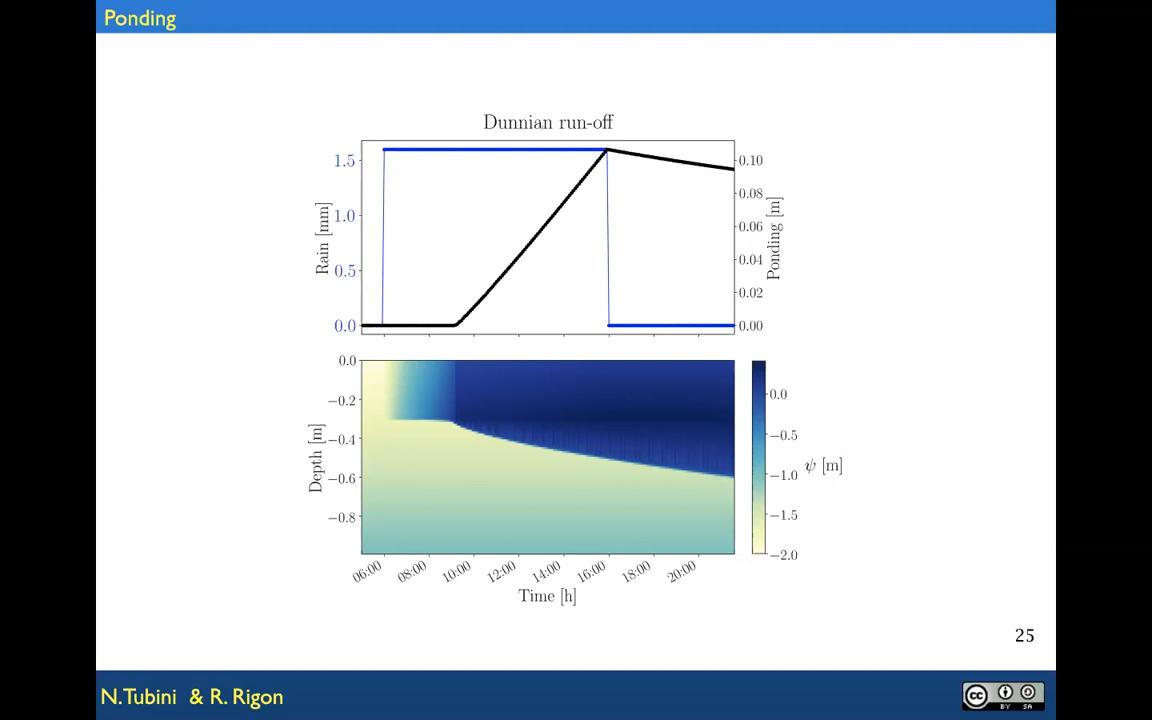 Ponding
Dunnian run-off
1.5
1.0
0.5
0.0
Rain [mm]
0.10
0.08
0.06
0.04
0.02
0.00
Ponding [m]
0.0
−0.2
−0.4
−0.6
−0.8
Depth [m]
0.0
−0.5
−1.0
−1.5
−2.0
ψ [m]
06:00 08:00 10:00 12:00 14:00 16:00 18:00 20:00
Time [h]
25
N.Tubini & R. Rigon
cc BY SA